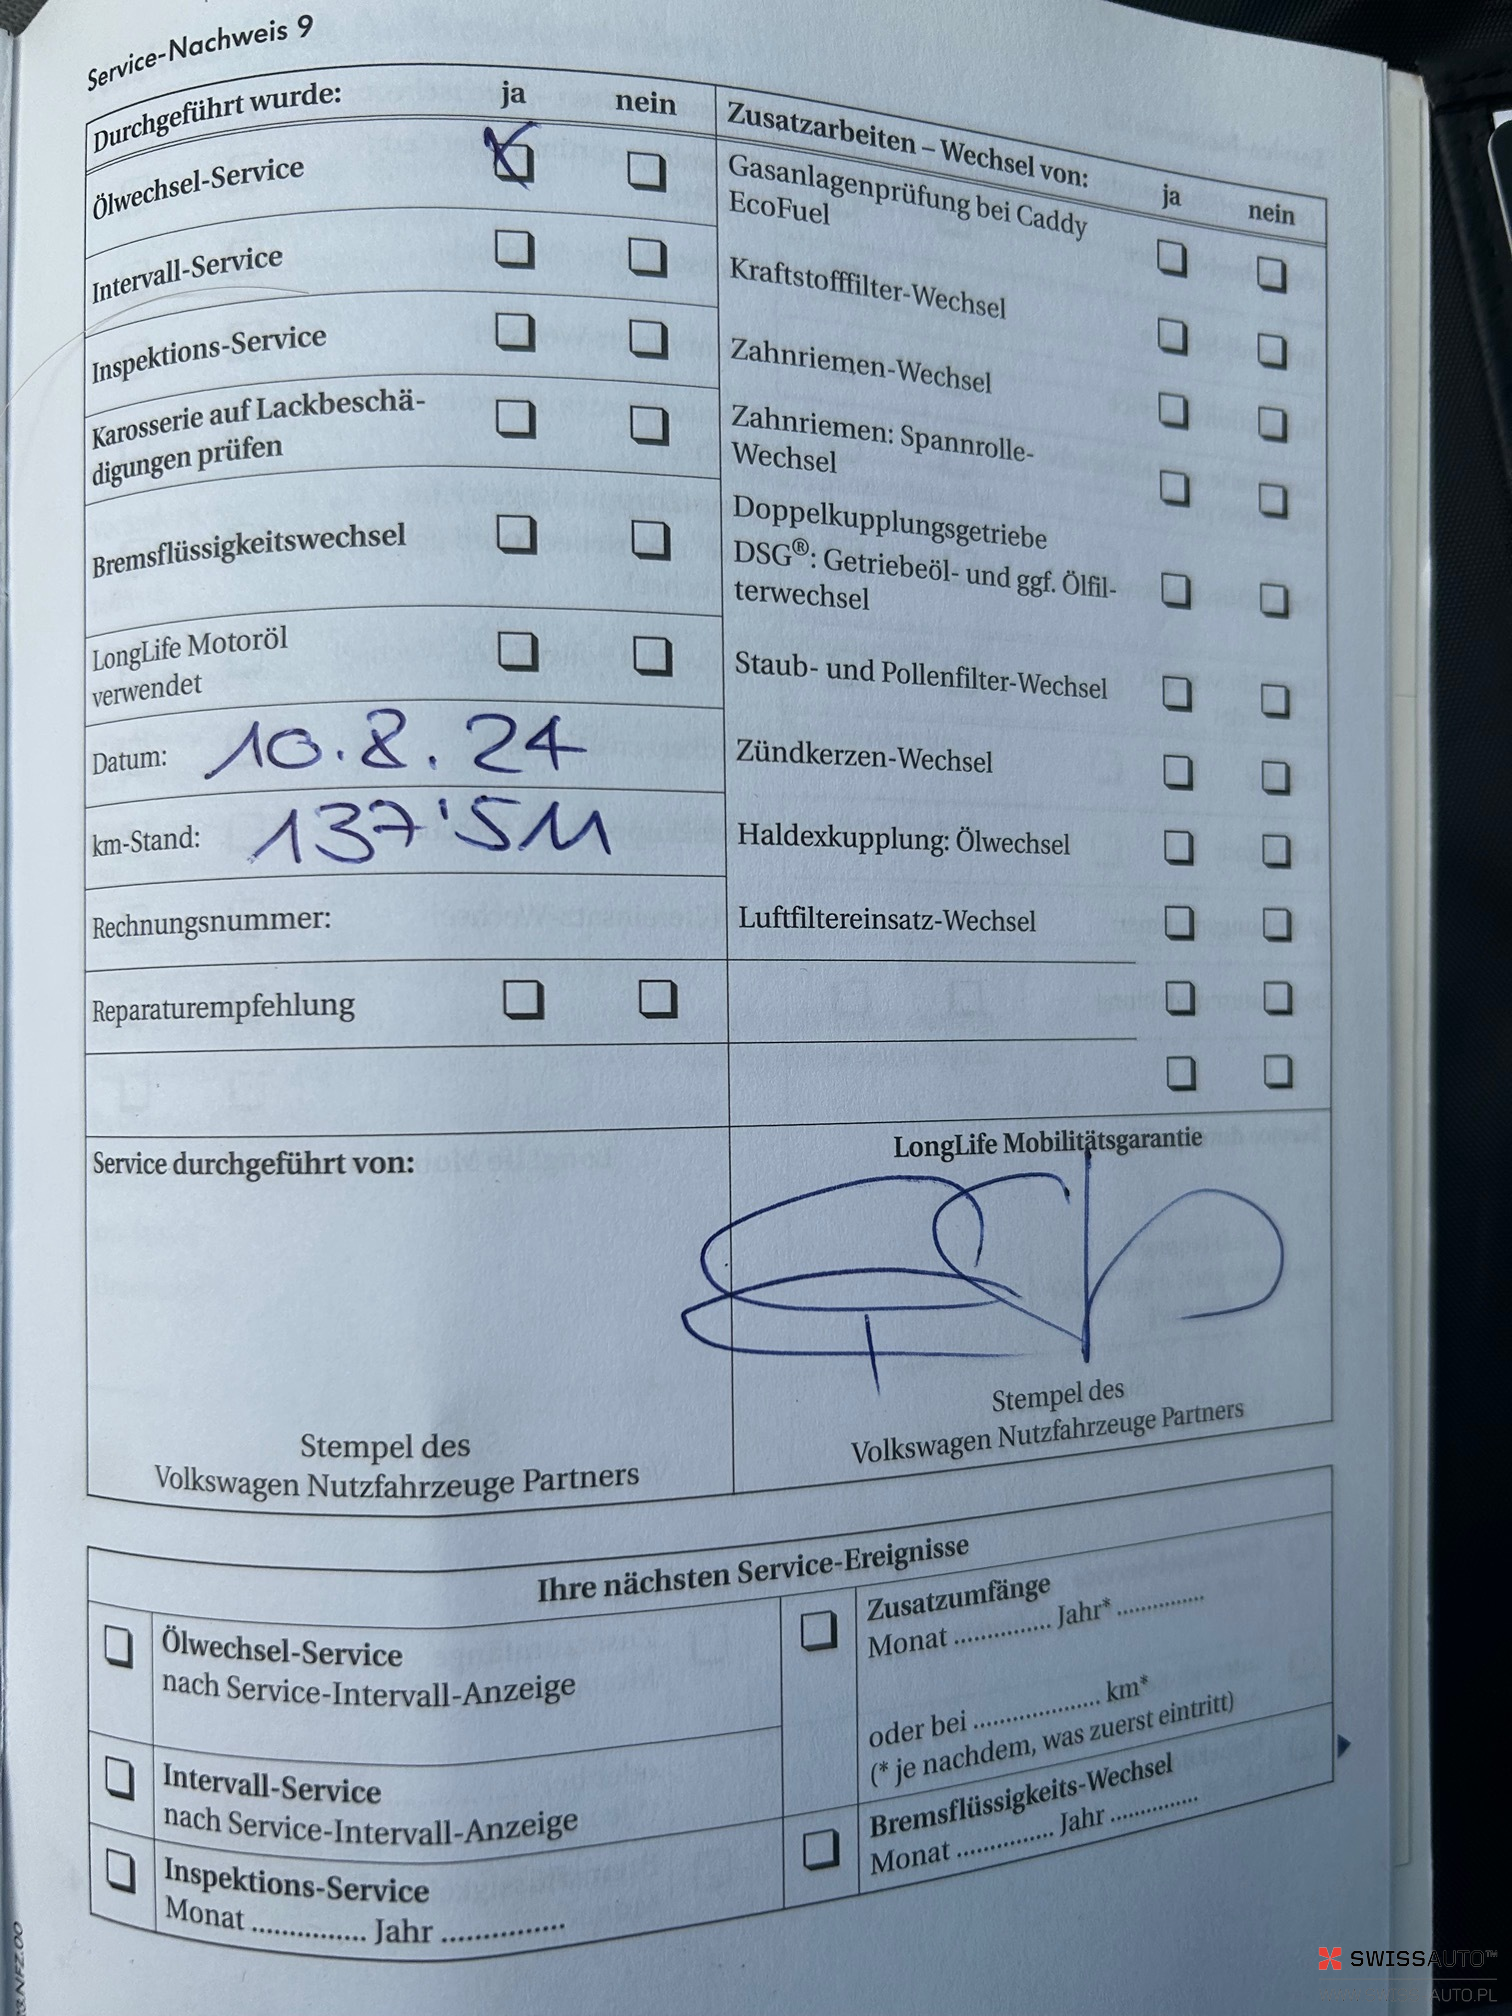 Service-Nachweis 9
Durchgeführt wurde: ja nein
Ölwechsel-Service
Intervall-Service
Inspektions-Service
Karosserie auf Lackbeschä-
digungen prüfen
Bremsflüssigkeitswechsel
LongLife Motoröl
verwendet
Datum: 10.8.24
km-Stand: 137'511
Rechnungsnummer:
Reparaturempfehlung
Zusatzarbeiten – Wechsel von: ja nein
Gasanlagenprüfung bei Caddy
EcoFuel
Kraftstofffilter-Wechsel
Zahnriemen-Wechsel
Zahnriemen: Spannrolle-
Wechsel
Doppelkupplungsgetriebe
DSG®: Getriebeöl- und ggf. Ölfil-
terwechsel
Staub- und Pollenfilter-Wechsel
Zündkerzen-Wechsel
Haldexkupplung: Ölwechsel
Luftfiltereinsatz-Wechsel
Service durchgeführt von:
Stempel des
Volkswagen Nutzfahrzeuge Partners
LongLife Mobilitätsgarantie
Stempel des
Volkswagen Nutzfahrzeuge Partners
Ihre nächsten Service-Ereignisse
Ölwechsel-Service
nach Service-Intervall-Anzeige
Intervall-Service
nach Service-Intervall-Anzeige
Inspektions-Service
Monat .............. Jahr ...............
Zusatzumfänge
Monat ............... Jahr* ..............
oder bei .................... km*
(* je nachdem, was zuerst eintritt)
Bremsflüssigkeits-Wechsel
Monat ............... Jahr ..............
SWISSAUTO™